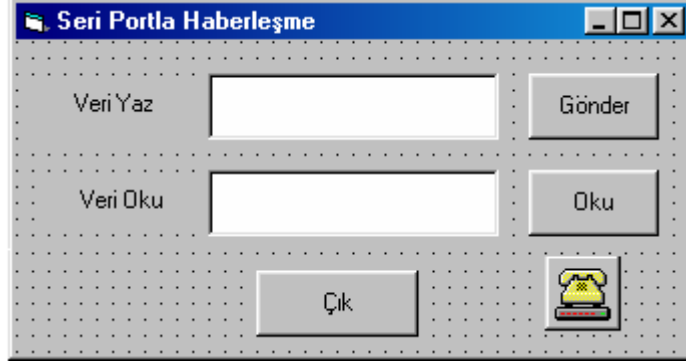 Seri Portla Haberleşme
Veri Yaz
Gönder
Veri Oku
Oku
Çık